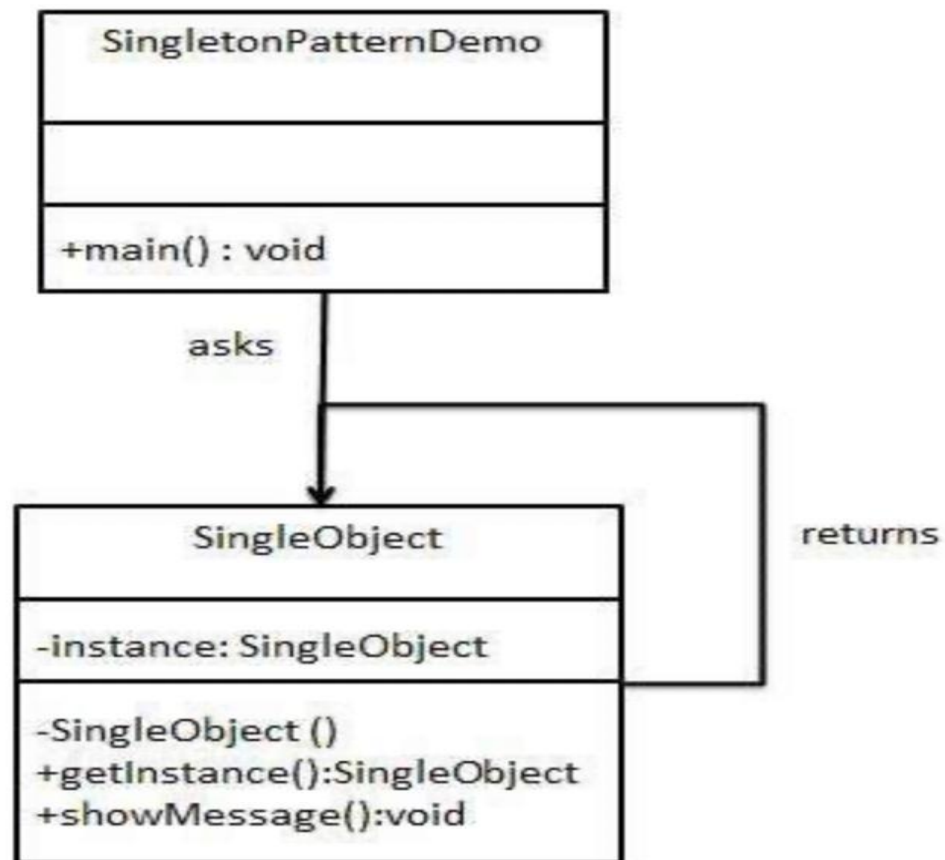 SingletonPatternDemo
+main() : void
asks
returns
SingleObject
-instance: SingleObject
-SingleObject ()
+getInstance():SingleObject
+showMessage():void